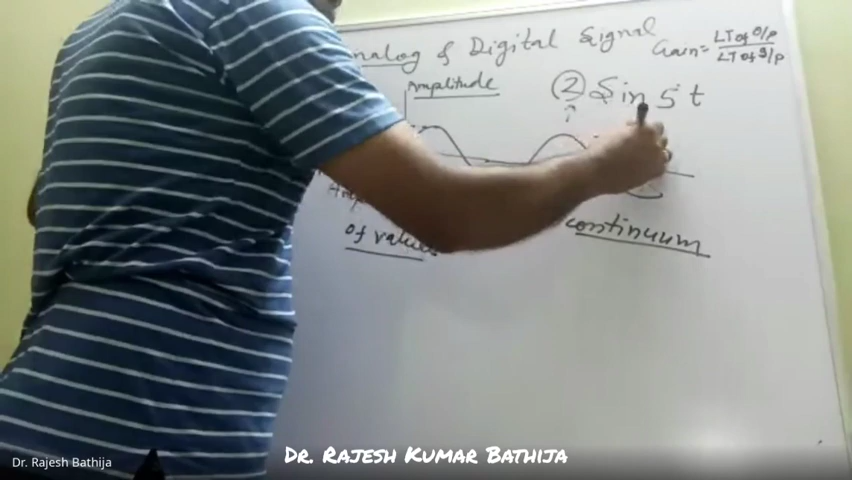 nalog & Digital Signal
Gain = LT of O/P
LT of I/P
Amplitude
2 Sin 5 t
of values
continuum
Dr. Rajesh Bathija
Dr. Rajesh Kumar Bathija